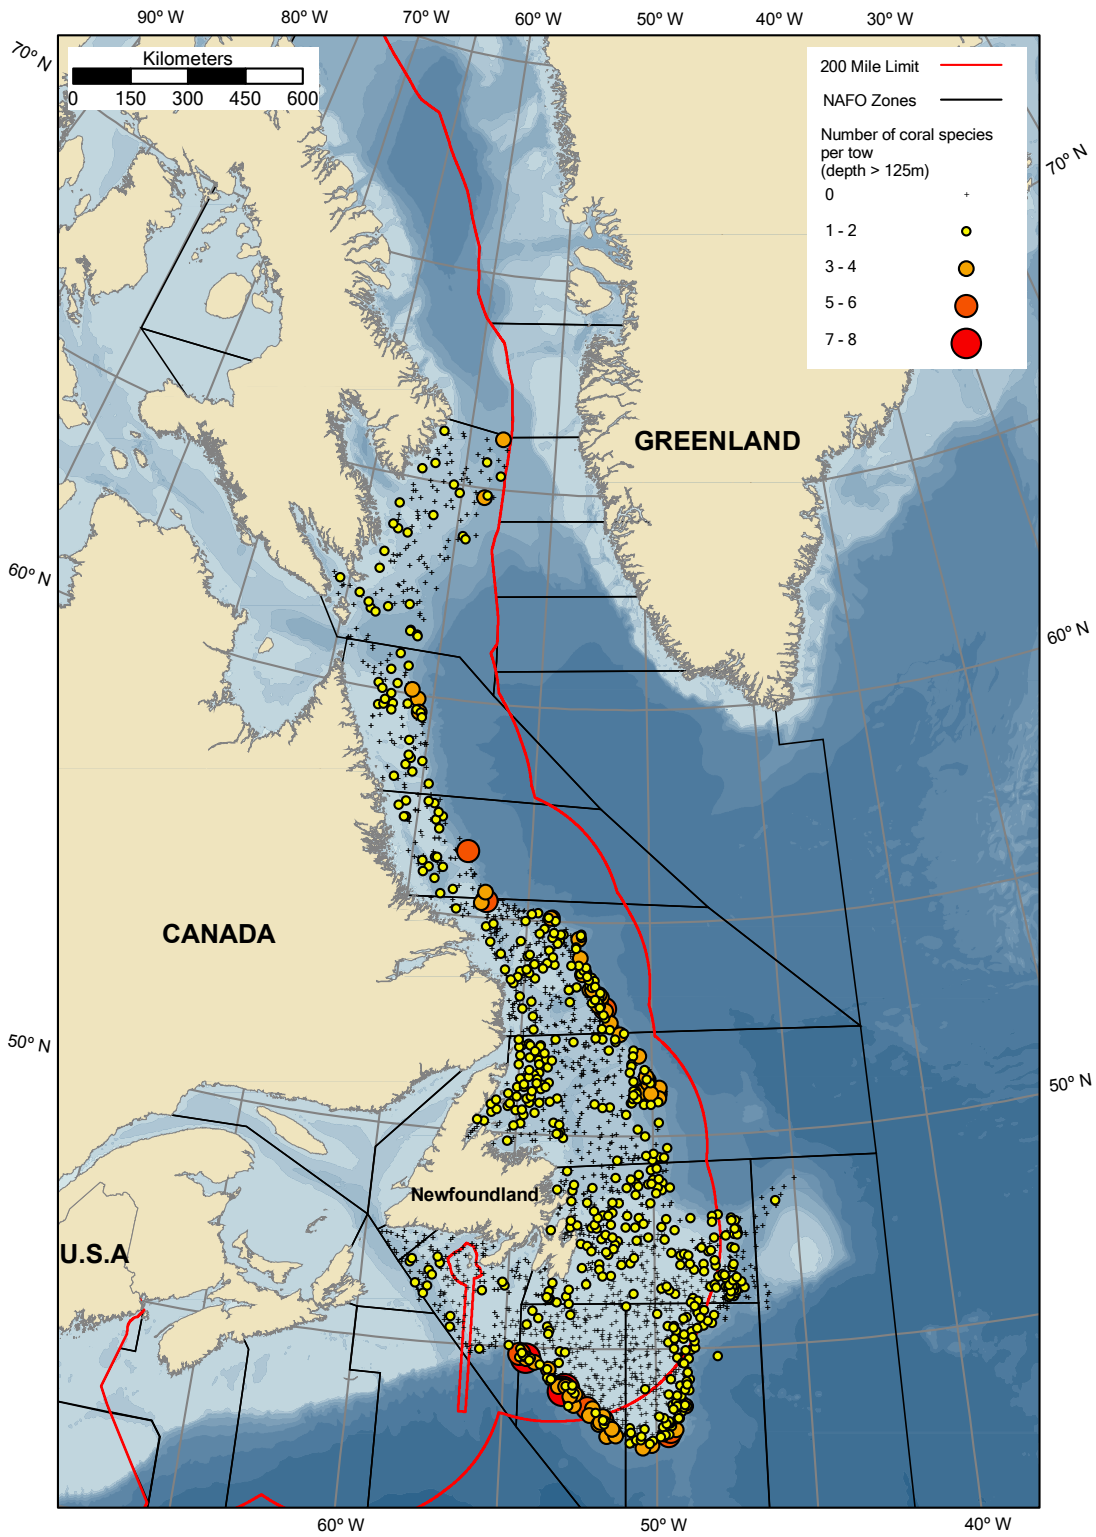 90° W 80° W 70° W 60° W 50° W 40° W 30° W
70° N
Kilometers
0 150 300 450 600
200 Mile Limit
NAFO Zones
Number of coral species
per tow
(depth > 125m)
0
1 - 2
3 - 4
5 - 6
7 - 8
70° N
GREENLAND
60° N
60° N
CANADA
50° N
50° N
Newfoundland
U.S.A
60° W 50° W 40° W